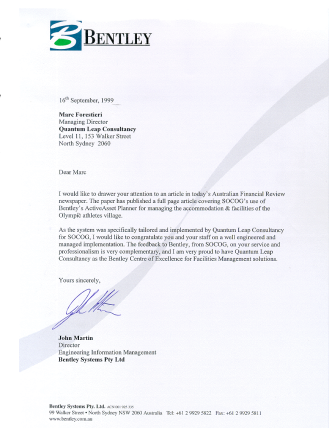 BENTLEY
16th September, 1999
Marc Forestieri
Managing Director
Quantum Leap Consultancy
Level 11, 153 Walker Street
North Sydney  2060
Dear Marc
I would like to drawer your attention to an article in today's Australian Financial Review
newspaper. The paper has published a full page article covering SOCOG's use of
Bentley's ActiveAsset Planner for managing the accommodation & facilities of the
Olympic athletes village.
As the system was specifically tailored and implemented by Quantum Leap Consultancy
for SOCOG, I would like to congratulate you and your staff on a well engineered and
managed implementation. The feedback to Bentley, from SOCOG, on your service and
professionalism is very complementary, and I am very proud to have Quantum Leap
Consultancy as the Bentley Centre of Excellence for Facilities Management solutions.
Yours sincerely,
John Martin
Director
Engineering Information Management
Bentley Systems Pty Ltd
Bentley Systems Pty. Ltd.
99 Walker Street • North Sydney NSW 2060 Australia  Tel: +61 2 9929 5822  Fax: +61 2 9929 5811
www.bentley.com.au